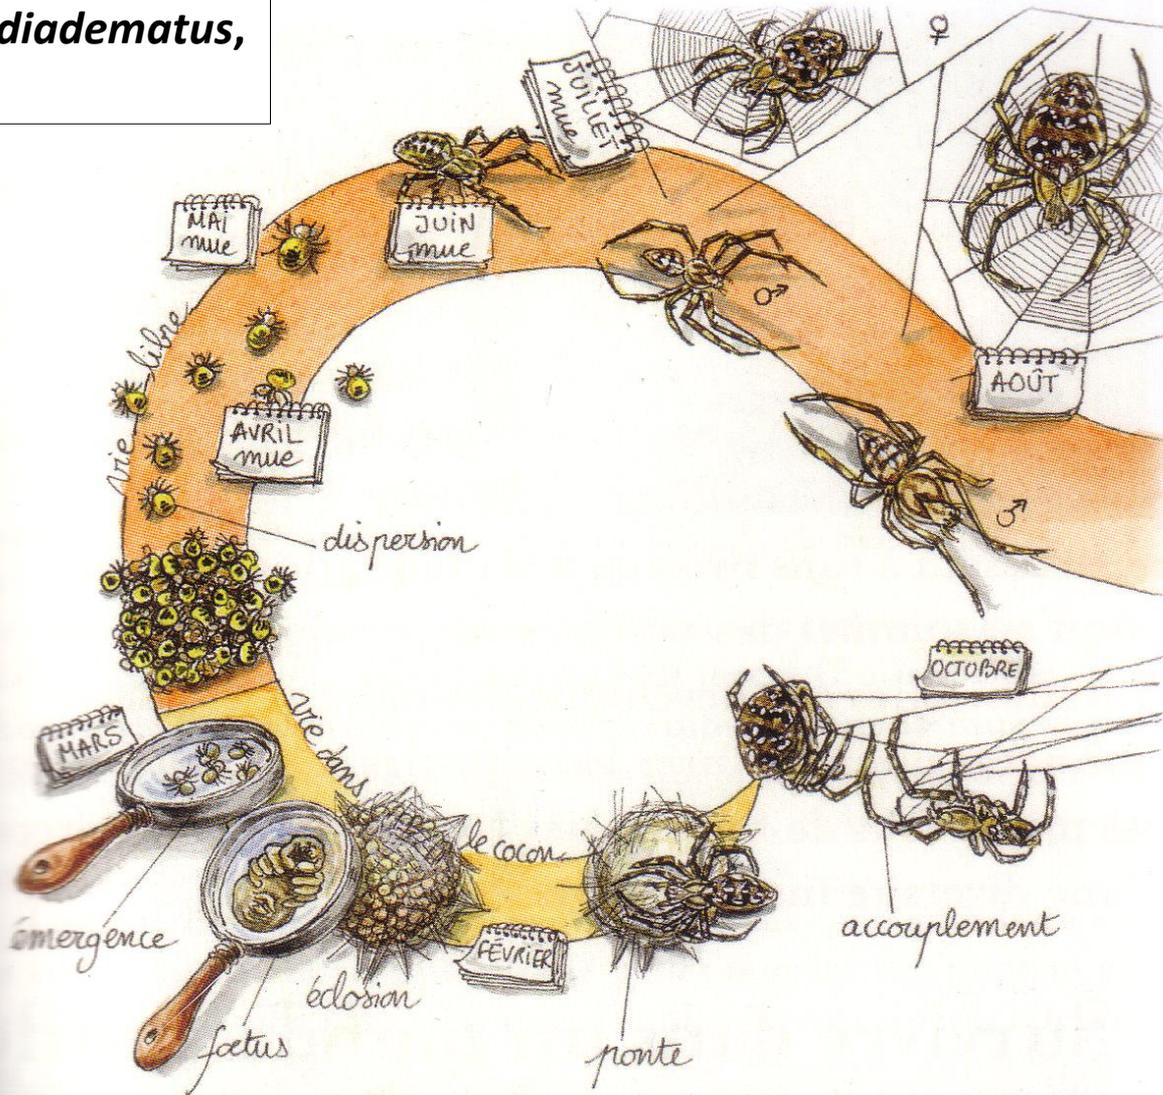 diadematus,
JUILLET
mue
♀
MAI
mue
JUIN
mue
♂
vie libre
AOÛT
AVRIL
mue
♂
dispersion
OCTOBRE
MARS
vie dans le cocon
accouplement
émergence
FÉVRIER
éclosion
fœtus
ponte